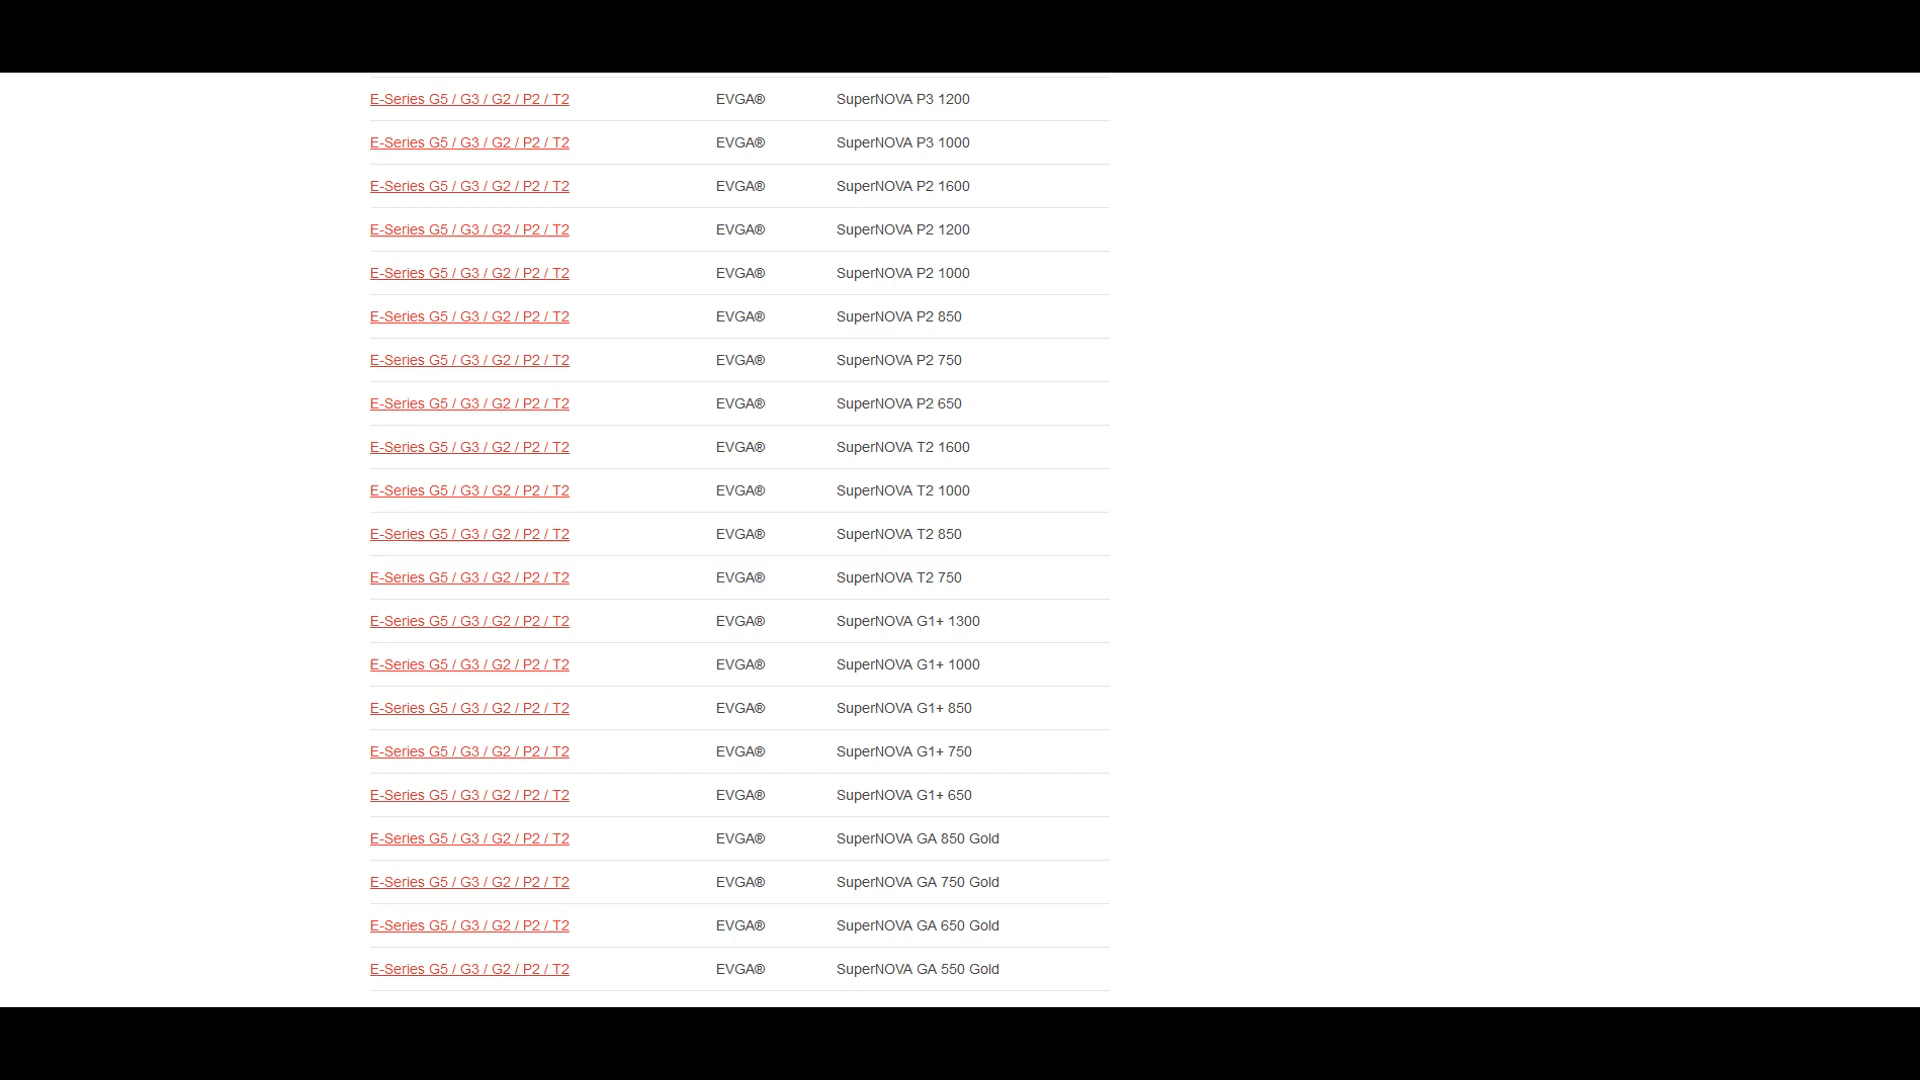 E-Series G5 / G3 / G2 / P2 / T2 EVGA® SuperNOVA P3 1200
E-Series G5 / G3 / G2 / P2 / T2 EVGA® SuperNOVA P3 1000
E-Series G5 / G3 / G2 / P2 / T2 EVGA® SuperNOVA P2 1600
E-Series G5 / G3 / G2 / P2 / T2 EVGA® SuperNOVA P2 1200
E-Series G5 / G3 / G2 / P2 / T2 EVGA® SuperNOVA P2 1000
E-Series G5 / G3 / G2 / P2 / T2 EVGA® SuperNOVA P2 850
E-Series G5 / G3 / G2 / P2 / T2 EVGA® SuperNOVA P2 750
E-Series G5 / G3 / G2 / P2 / T2 EVGA® SuperNOVA P2 650
E-Series G5 / G3 / G2 / P2 / T2 EVGA® SuperNOVA T2 1600
E-Series G5 / G3 / G2 / P2 / T2 EVGA® SuperNOVA T2 1000
E-Series G5 / G3 / G2 / P2 / T2 EVGA® SuperNOVA T2 850
E-Series G5 / G3 / G2 / P2 / T2 EVGA® SuperNOVA T2 750
E-Series G5 / G3 / G2 / P2 / T2 EVGA® SuperNOVA G1+ 1300
E-Series G5 / G3 / G2 / P2 / T2 EVGA® SuperNOVA G1+ 1000
E-Series G5 / G3 / G2 / P2 / T2 EVGA® SuperNOVA G1+ 850
E-Series G5 / G3 / G2 / P2 / T2 EVGA® SuperNOVA G1+ 750
E-Series G5 / G3 / G2 / P2 / T2 EVGA® SuperNOVA G1+ 650
E-Series G5 / G3 / G2 / P2 / T2 EVGA® SuperNOVA GA 850 Gold
E-Series G5 / G3 / G2 / P2 / T2 EVGA® SuperNOVA GA 750 Gold
E-Series G5 / G3 / G2 / P2 / T2 EVGA® SuperNOVA GA 650 Gold
E-Series G5 / G3 / G2 / P2 / T2 EVGA® SuperNOVA GA 550 Gold